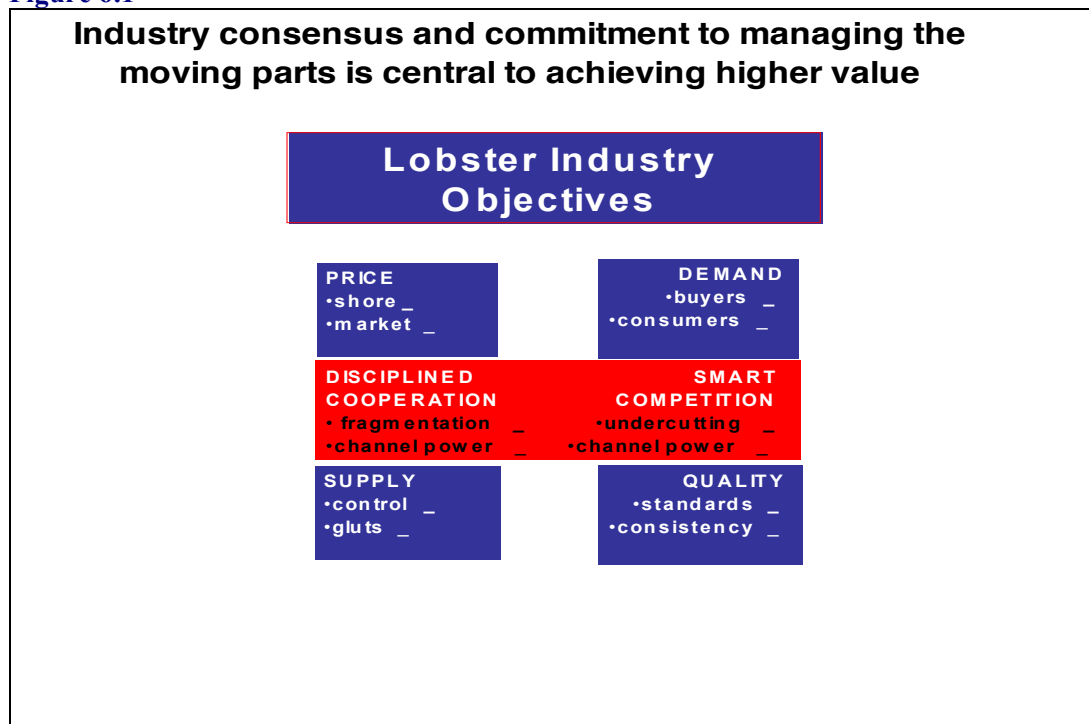 Industry consensus and commitment to managing the
moving parts is central to achieving higher value
Lobster Industry
Objectives
PRICE
•shore _
•market _
DEMAND
•buyers _
•consumers _
DISCIPLINED
COOPERATION
• fragmentation _
•channel power _
SMART
COMPETITION
•undercutting _
•channel power _
SUPPLY
•control _
•gluts _
QUALITY
•standards _
•consistency _